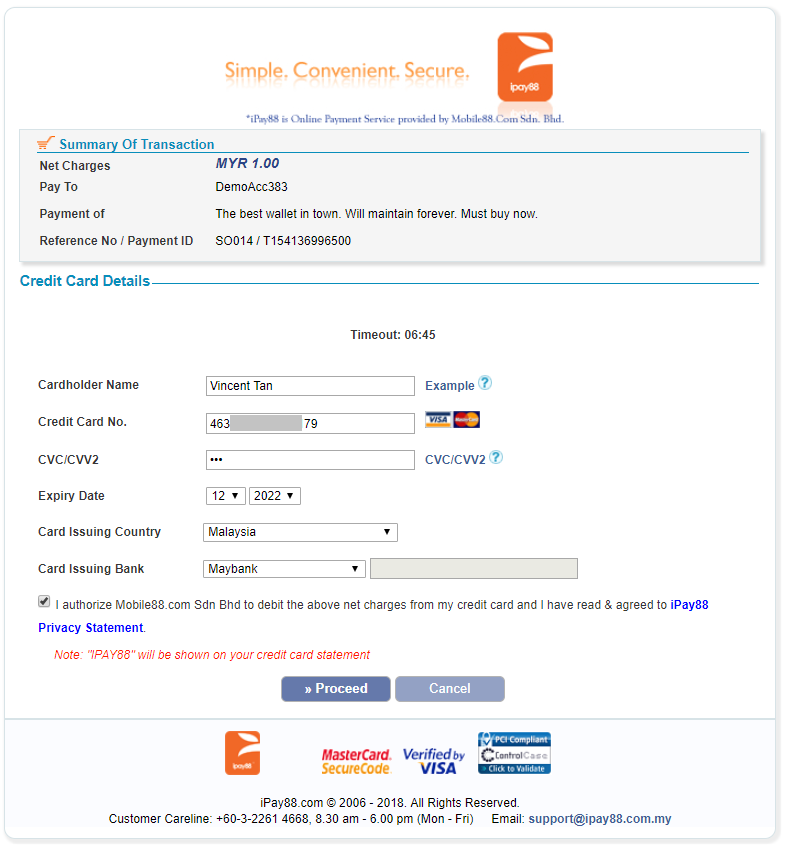 Simple. Convenient. Secure.
ipay88
*iPay88 is Online Payment Service provided by Mobile88.Com Sdn. Bhd.
Summary Of Transaction
Net Charges MYR 1.00
Pay To DemoAcc383
Payment of The best wallet in town. Will maintain forever. Must buy now.
Reference No / Payment ID SO014 / T154136996500
Credit Card Details
Timeout: 06:45
Cardholder Name Vincent Tan Example ?
Credit Card No. 463 79 VISA MasterCard
CVC/CVV2 ••• CVC/CVV2 ?
Expiry Date 12 ▼ 2022 ▼
Card Issuing Country Malaysia ▼
Card Issuing Bank Maybank ▼
I authorize Mobile88.com Sdn Bhd to debit the above net charges from my credit card and I have read & agreed to iPay88
Privacy Statement.
Note: "IPAY88" will be shown on your credit card statement
» Proceed Cancel
ipay88 MasterCard. SecureCode. Verified by VISA PCI Compliant ControlCase Click to Validate
iPay88.com © 2006 - 2018. All Rights Reserved.
Customer Careline: +60-3-2261 4668, 8.30 am - 6.00 pm (Mon - Fri) Email: support@ipay88.com.my